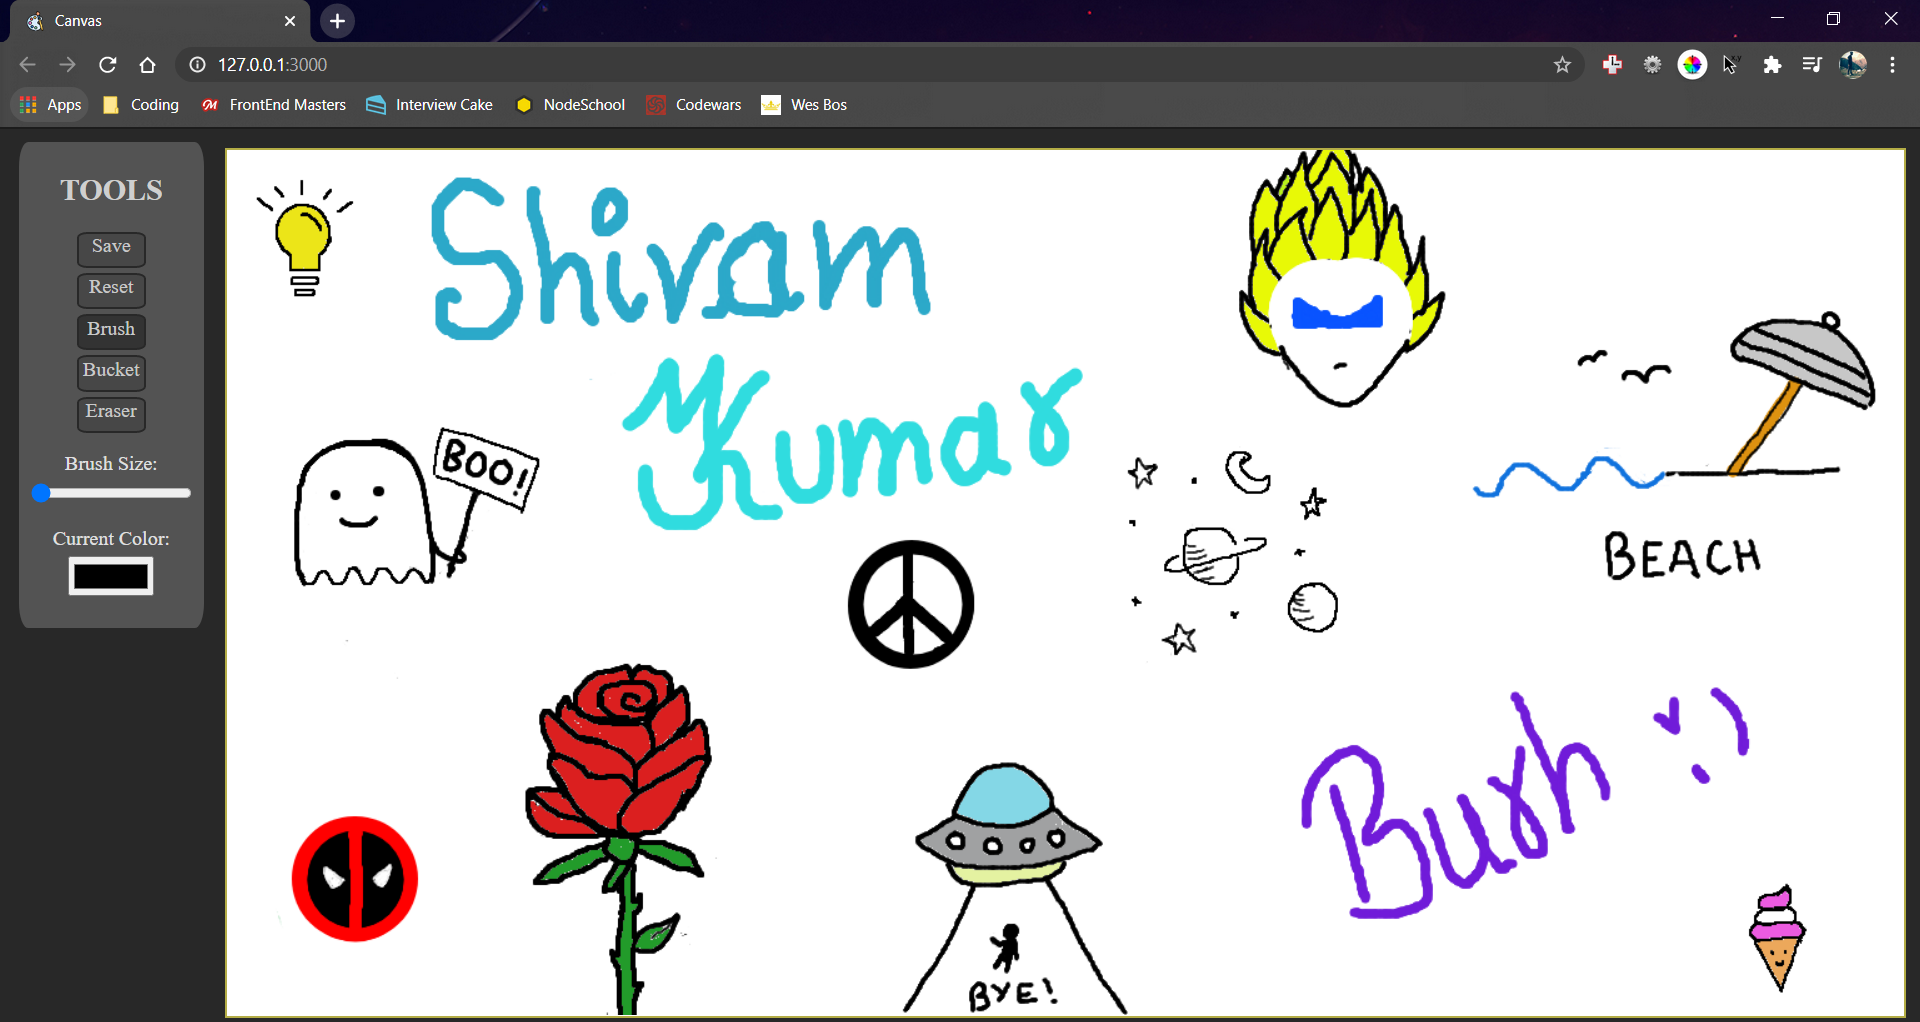 Canvas
127.0.0.1:3000
Apps
Coding
FrontEnd Masters
Interview Cake
NodeSchool
Codewars
Wes Bos
TOOLS
Save
Reset
Brush
Bucket
Eraser
Brush Size:
Current Color:
Shivam
Kumar
BOO!
BEACH
Bursh :)
BYE!